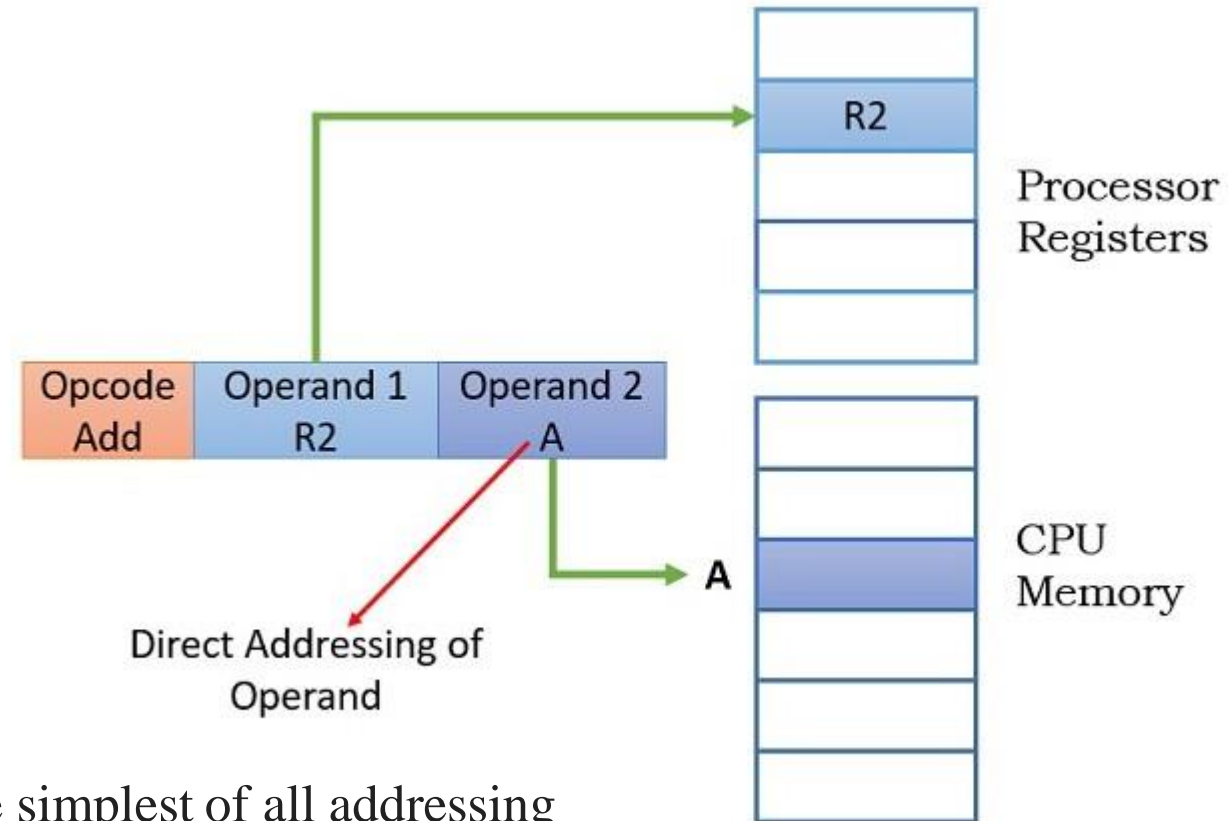 R2
Processor
Registers
Opcode
Add
Operand 1
R2
Operand 2
A
A
CPU
Memory
Direct Addressing of
Operand
simplest of all addressing